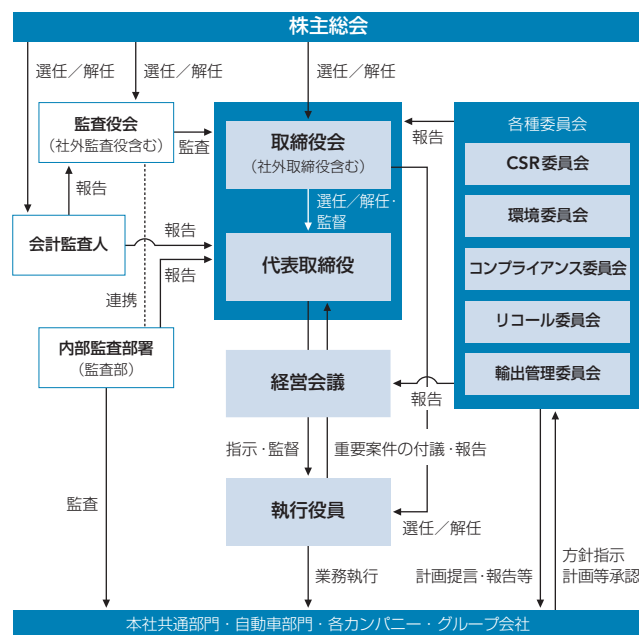 株主総会
選任／解任
選任／解任
選任／解任
監査役会
（社外監査役含む）
監査
取締役会
（社外取締役含む）
報告
各種委員会
CSR委員会
環境委員会
コンプライアンス委員会
リコール委員会
輸出管理委員会
報告
選任／解任・
監督
会計監査人
報告
報告
代表取締役
連携
内部監査部署
（監査部）
経営会議
報告
指示・監督
重要案件の付議・報告
監査
執行役員
選任／解任
業務執行
計画提言・報告等
方針指示
計画等承認
本社共通部門・自動車部門・各カンパニー・グループ会社